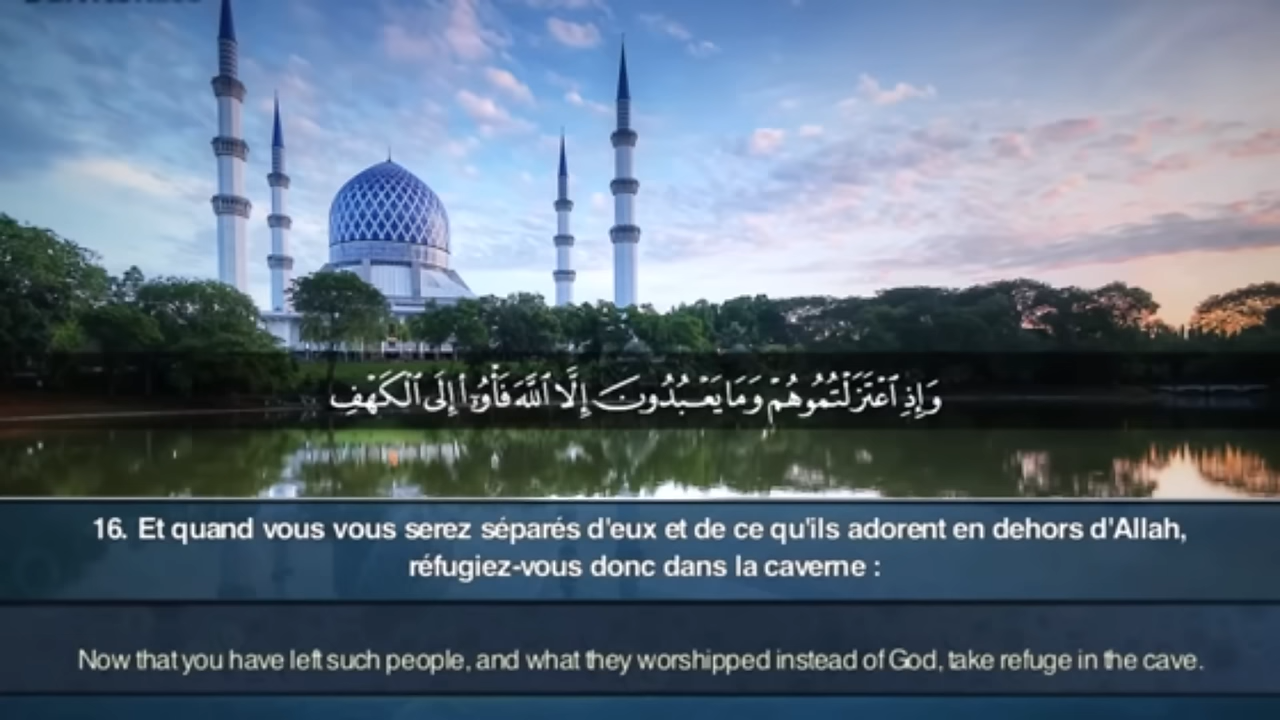 وَإِذِ ٱعْتَزَلْتُمُوهُمْ وَمَا يَعْبُدُونَ إِلَّا ٱللَّهَ فَأْوُۥٓا۟ إِلَى ٱلْكَهْفِ
16. Et quand vous vous serez séparés d'eux et de ce qu'ils adorent en dehors d'Allah,
réfugiez-vous donc dans la caverne :
Now that you have left such people, and what they worshipped instead of God, take refuge in the cave.